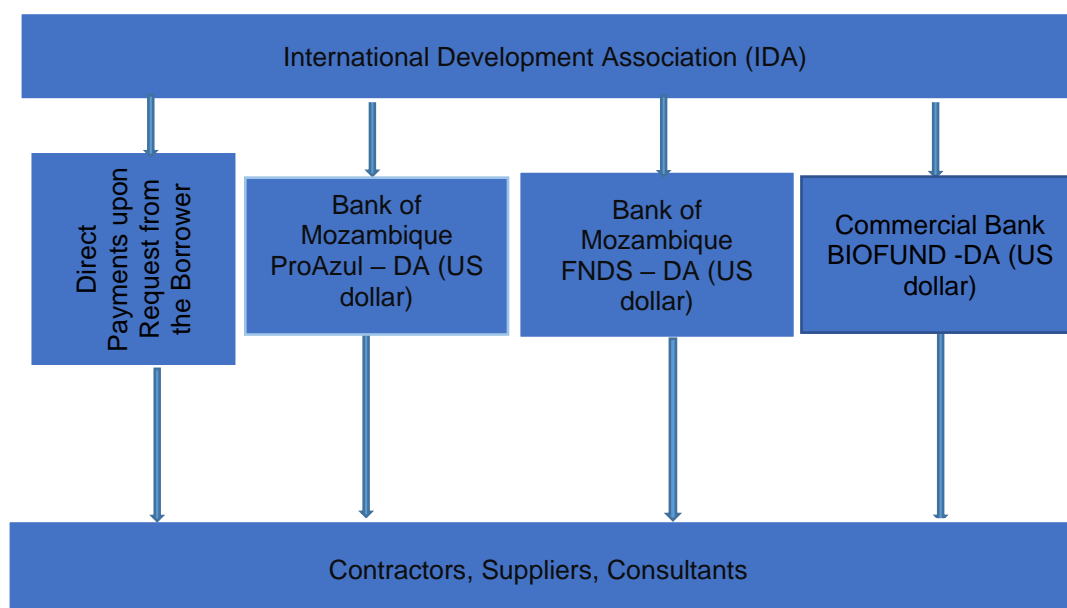 International Development Association (IDA)
Direct
Payments upon
Request from
the Borrower
Bank of
Mozambique
ProAzul – DA (US
dollar)
Bank of
Mozambique
FNDS – DA (US
dollar)
Commercial Bank
BIOFUND -DA (US
dollar)
Contractors, Suppliers, Consultants